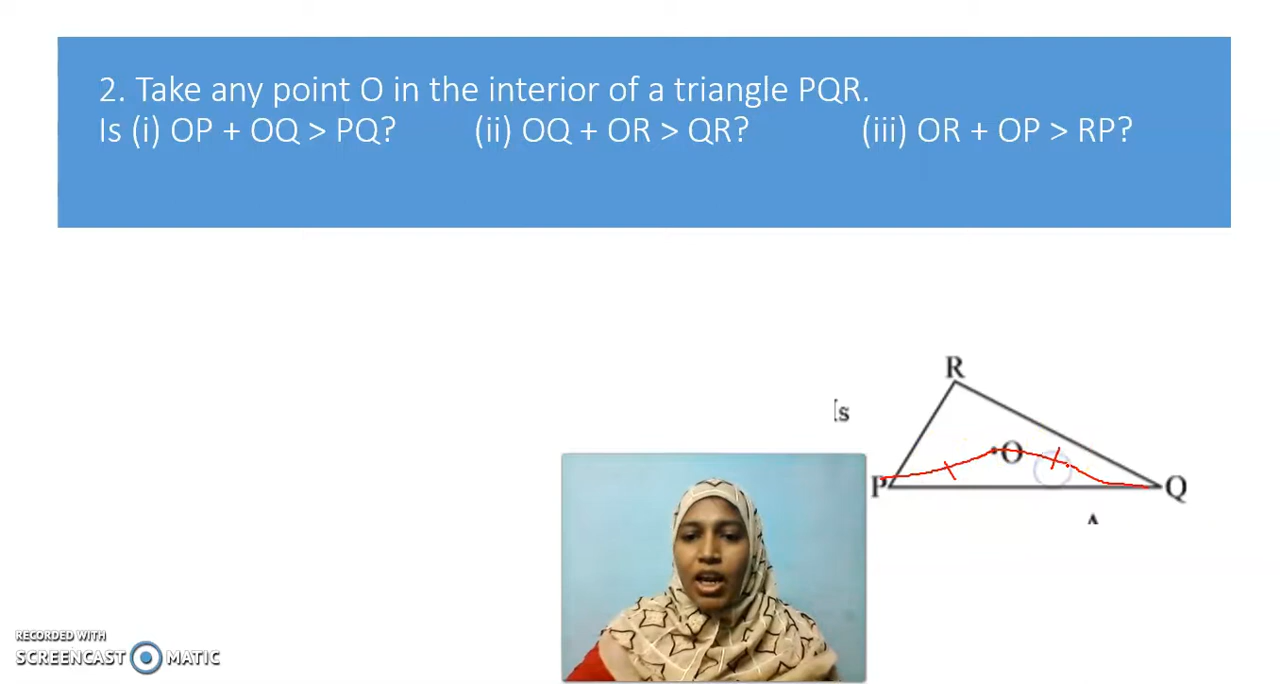 2. Take any point O in the interior of a triangle PQR.
Is (i) OP + OQ > PQ? (ii) OQ + OR > QR? (iii) OR + OP > RP?
R
Is
O
P
Q
RECORDED WITH
SCREENCAST MATIC